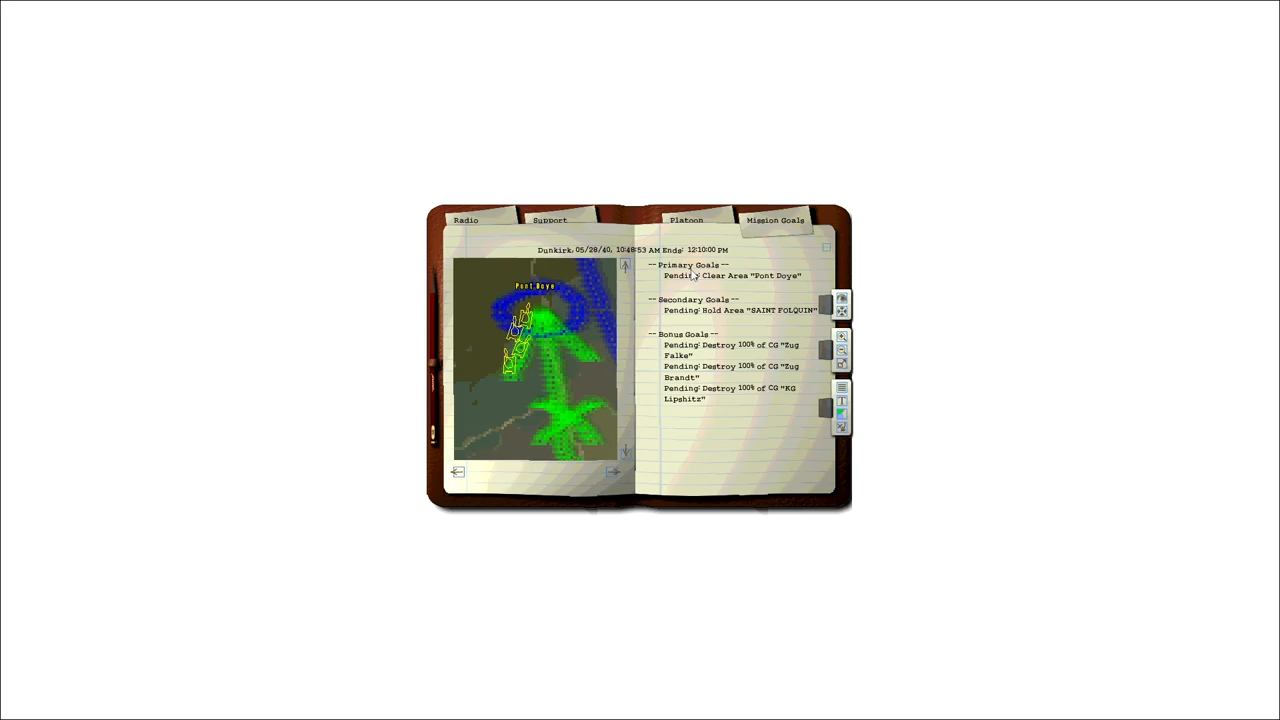 Radio
Support
Platoon
Mission Goals
Dunkirk, 05/28/40, 10:48:53 AM Ends: 12:10:00 PM
Pont Doye
-- Primary Goals --
Pending: Clear Area "Pont Doye"
-- Secondary Goals --
Pending: Hold Area "SAINT FOLQUIN"
-- Bonus Goals --
Pending: Destroy 100% of CG "Zug
Falke"
Pending: Destroy 100% of CG "Zug
Brandt"
Pending: Destroy 100% of CG "KG
Lipshitz"
T